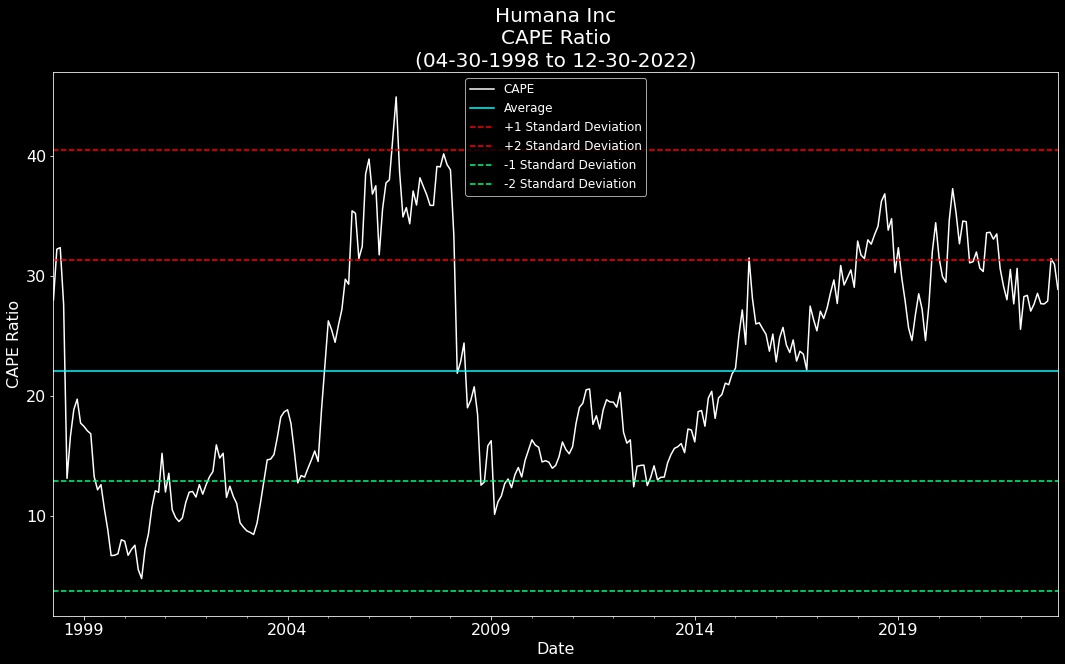 Humana Inc
CAPE Ratio
(04-30-1998 to 12-30-2022)
CAPE
Average
+1 Standard Deviation
+2 Standard Deviation
-1 Standard Deviation
-2 Standard Deviation
CAPE Ratio
40
30
20
10
1999
2004
2009
2014
2019
Date